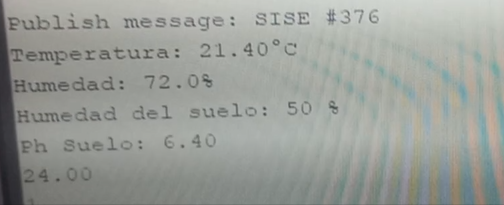 Publish message: SISE #376
Temperatura: 21.40°C
Humedad: 72.0%
Humedad del suelo: 50 %
Ph Suelo: 6.40
24.00